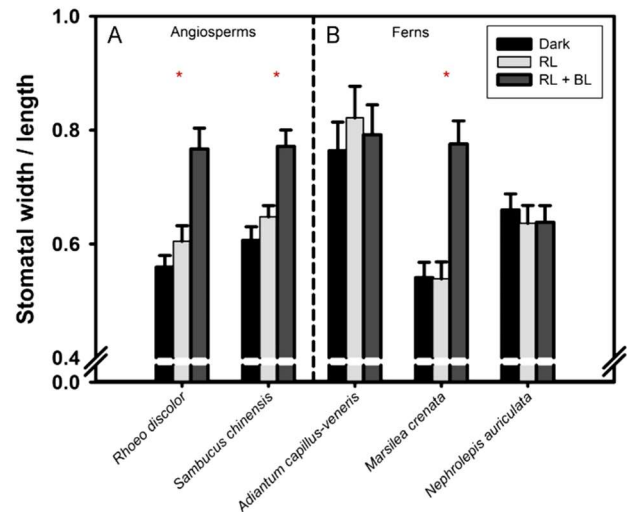 A
Angiosperms
B
Ferns
Dark
RL
RL + BL
*
*
*
Stomatal width / length
1.0
0.8
0.6
0.4
0.0
Rhoeo discolor
Sambucus chinensis
Adiantum capillus-veneris
Marsilea crenata
Nephrolepis auriculata